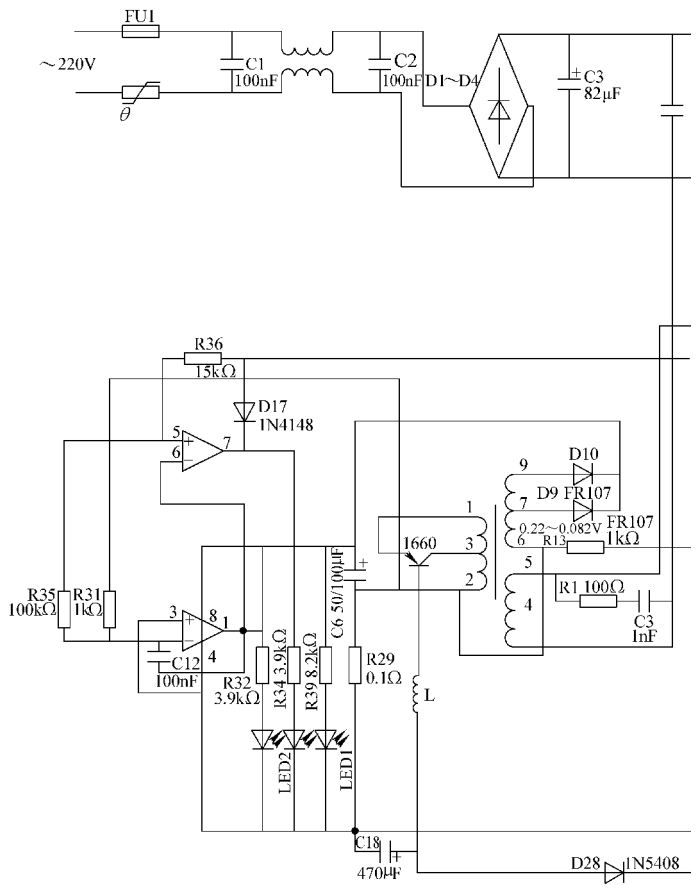 FU1
～220V
C1
100nF
C2
100nF
D1～D4
C3
82μF
θ
R36
15kΩ
D17
1N4148
5
6
7
+
−
9
D10
D9 FR107
7
1
0.22～0.082V
FR107
1660
3
6
R13
1kΩ
2
5
R35
100kΩ
R31
1kΩ
3
8
1
4
+
−
C12
100nF
C6 50/100μF
R1 100Ω
4
C3
1nF
R32
3.9kΩ
R34 3.9kΩ
R39 8.2kΩ
R29
0.1Ω
L
LED2
LED1
C18
470μF
D28
1N5408